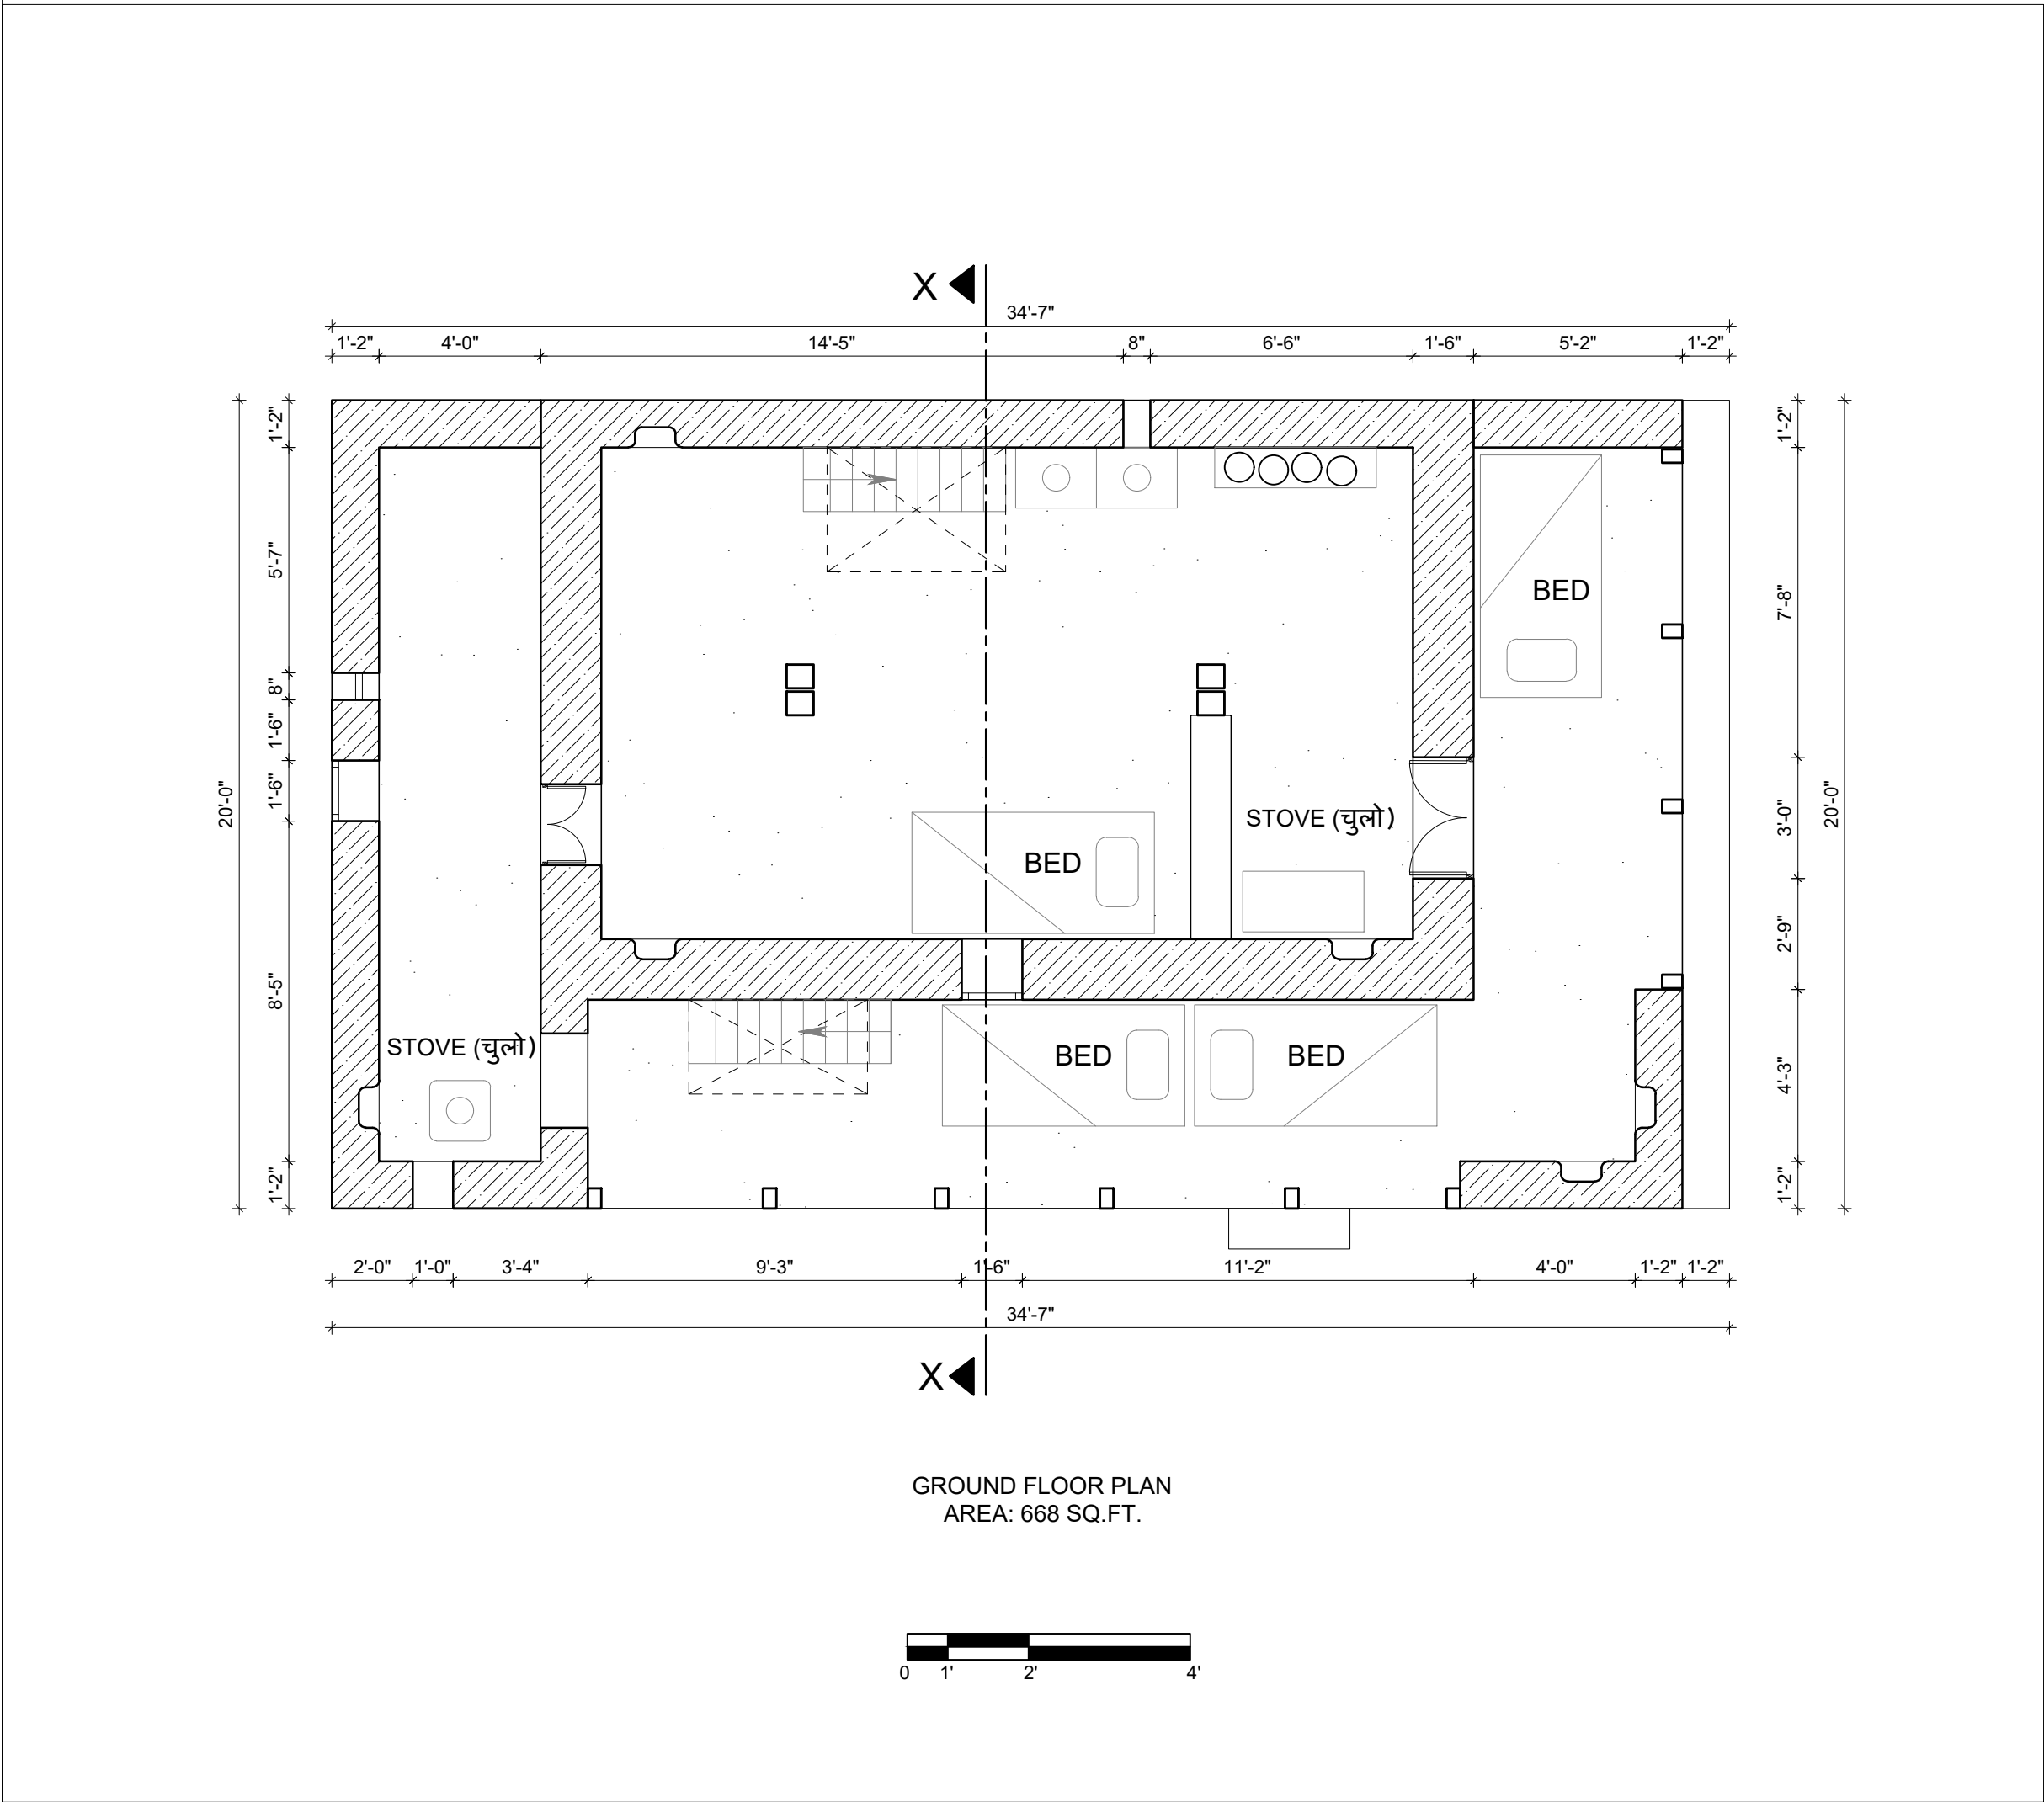 X
34'-7"
1'-2" 4'-0" 14'-5" 8" 6'-6" 1'-6" 5'-2" 1'-2"
1'-2"
5'-7"
8"
1'-6"
1'-6"
8'-5"
1'-2"
20'-0"
1'-2"
7'-8"
3'-0"
2'-9"
4'-3"
1'-2"
20'-0"
BED
STOVE (चुलो)
BED
STOVE (चुलो)
BED BED
2'-0" 1'-0" 3'-4" 9'-3" 1'-6" 11'-2" 4'-0" 1'-2" 1'-2"
34'-7"
X
GROUND FLOOR PLAN
AREA: 668 SQ.FT.
0 1' 2' 4'